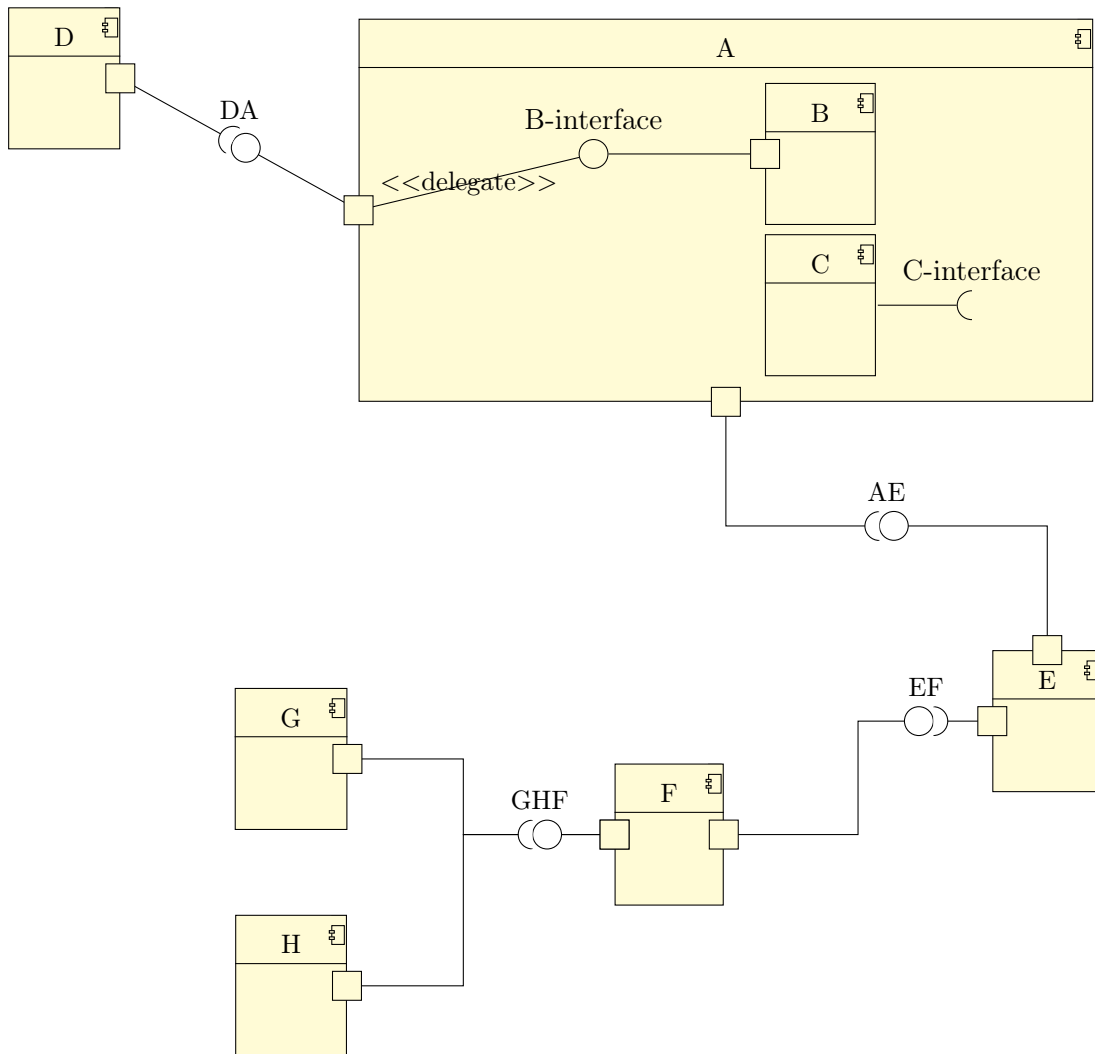 D
A
DA
B-interface
B
<<delegate>>
C
C-interface
AE
E
EF
G
F
GHF
H